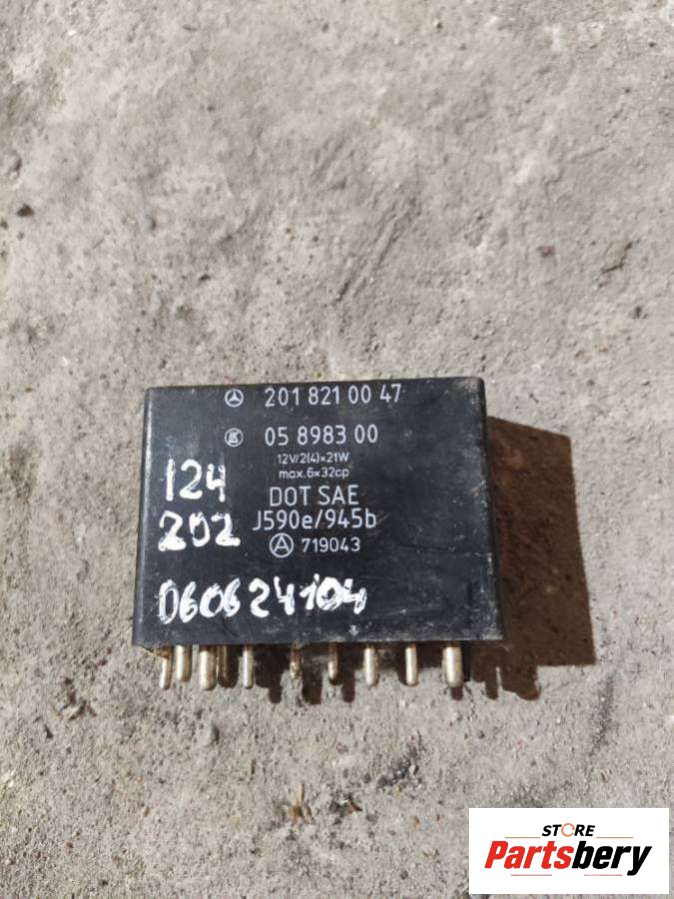 201 821 00 47
05 8983 00
12V/2(4)×21W
max.6×32cp
DOT SAE
J590e/945b
A 719043
124
202
060624104
STORE
Partsbery